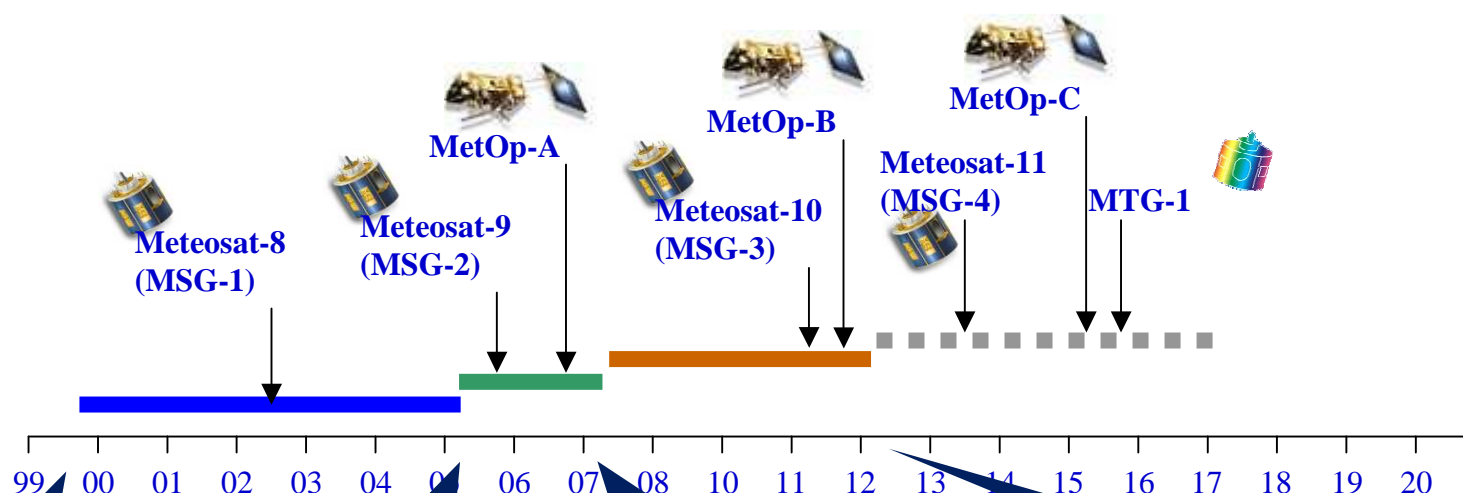 MetOp-C
MetOp-B
MetOp-A
Meteosat-11
(MSG-4)
MTG-1
Meteosat-10
(MSG-3)
Meteosat-9
(MSG-2)
Meteosat-8
(MSG-1)
99 00 01 02 03 04 05 06 07 08 09 10 11 12 13 14 15 16 17 18 19 20